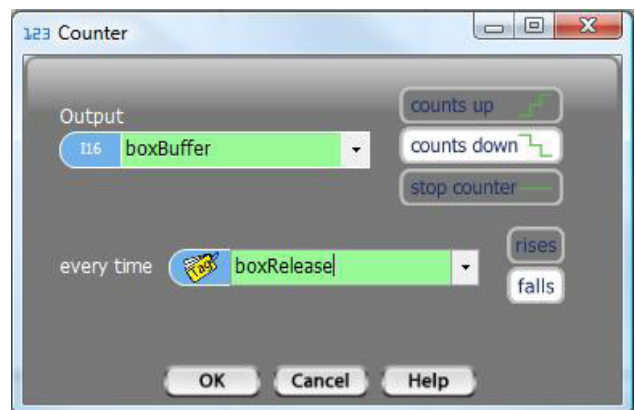 123 Counter
Output
counts up
I16 boxBuffer
counts down
stop counter
every time
Tag
boxRelease
rises
falls
OK
Cancel
Help